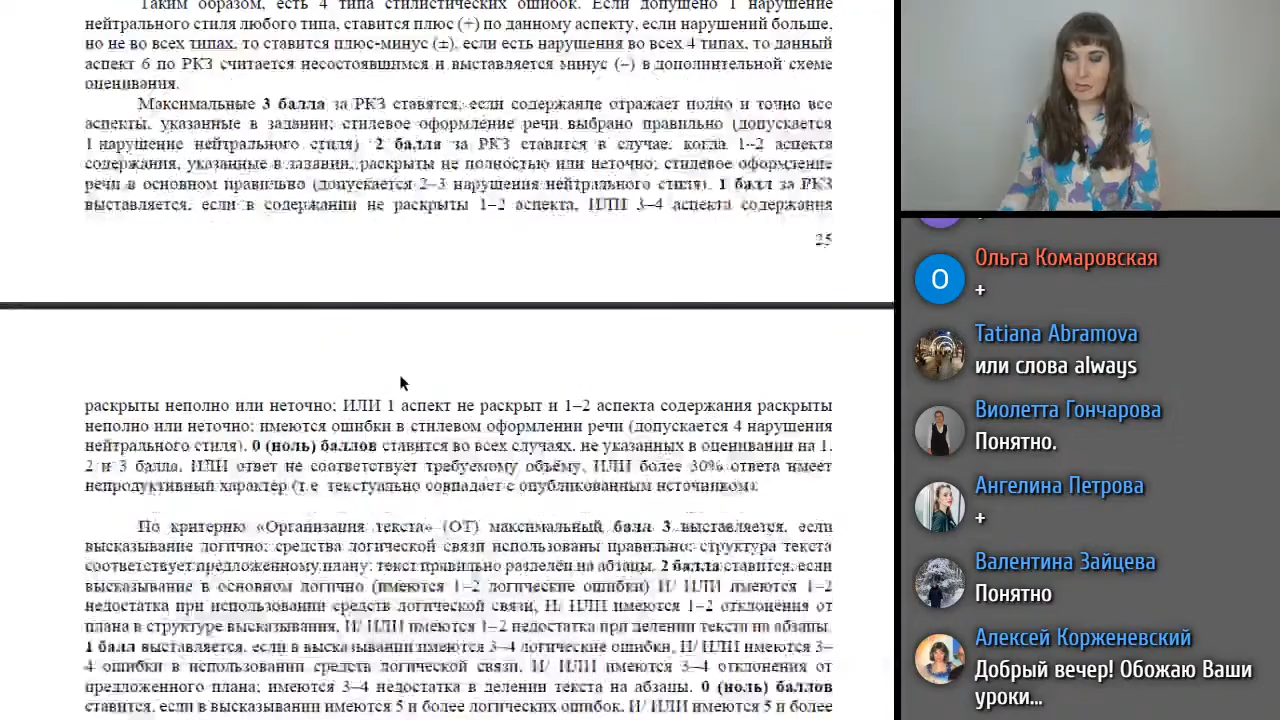 Таким образом, есть 4 типа стилистических ошибок. Если допущено 1 нарушение
нейтрального стиля любого типа, ставится плюс (+) по данному аспекту, если нарушений больше,
но не во всех типах, то ставится плюс-минус (±), если есть нарушения во всех 4 типах, то данный
аспект 6 по РКЗ считается несостоявшимся и выставляется минус (–) в дополнительной схеме
оценивания.
Максимальные 3 балла за РКЗ ставятся, если содержание отражает полно и точно все
аспекты, указанные в задании; стилевое оформление речи выбрано правильно (допускается
1 нарушение нейтрального стиля) 2 балла за РКЗ ставится в случае, когда 1–2 аспекта
содержания, указанные в задании, раскрыты не полностью или неточно; стилевое оформление
речи в основном правильно (допускается 2–3 нарушения нейтрального стиля). 1 балл за РКЗ
выставляется, если в содержании не раскрыты 1–2 аспекта, ИЛИ 3–4 аспекта содержания
25
раскрыты неполно или неточно; ИЛИ 1 аспект не раскрыт и 1–2 аспекта содержания раскрыты
неполно или неточно; имеются ошибки в стилевом оформлении речи (допускается 4 нарушения
нейтрального стиля). 0 (ноль) баллов ставится во всех случаях, не указанных в оценивании на 1,
2 и 3 балла, ИЛИ ответ не соответствует требуемому объёму, ИЛИ более 30% ответа имеет
непродуктивный характер (т.е. текстуально совпадает с опубликованным источником).
По критерию «Организация текста» (ОТ) максимальный балл 3 выставляется, если
высказывание логично; средства логической связи использованы правильно; структура текста
соответствует предложенному плану; текст правильно разделён на абзацы. 2 балла ставится, если
высказывание в основном логично (имеются 1–2 логические ошибки) И/ ИЛИ имеются 1–2
недостатка при использовании средств логической связи, И/ ИЛИ имеются 1–2 отклонения от
плана в структуре высказывания, И/ ИЛИ имеются 1–2 недостатка при делении текста на абзацы.
1 балл выставляется, если в высказывании имеются 3–4 логические ошибки, И/ ИЛИ имеются 3–
4 ошибки в использовании средств логической связи, И/ ИЛИ имеются 3–4 отклонения от
предложенного плана; имеются 3–4 недостатка в делении текста на абзацы. 0 (ноль) баллов
ставится, если в высказывании имеются 5 и более логических ошибок, И/ ИЛИ имеются 5 и более
Ольга Комаровская
О
+
Tatiana Abramova
или слова always
Виолетта Гончарова
Понятно.
Ангелина Петрова
+
Валентина Зайцева
Понятно
Алексей Корженевский
Добрый вечер! Обожаю Ваши
уроки...